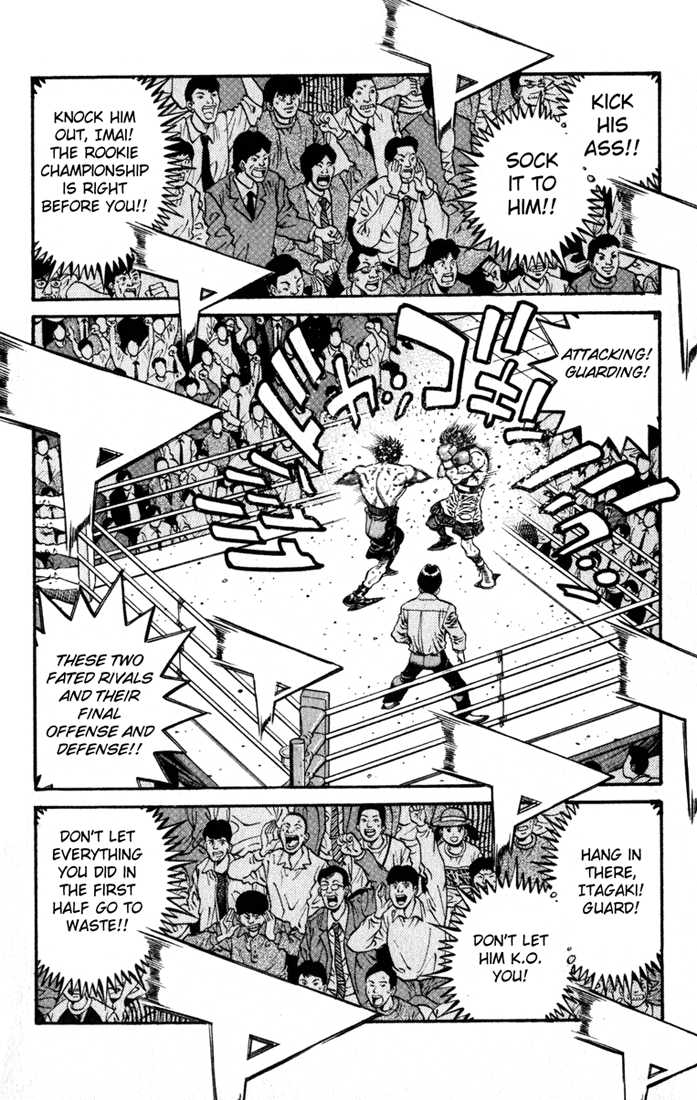 KICK
HIS
ASS!!
SOCK
IT TO
HIM!!
KNOCK HIM
OUT, IMAI!
THE ROOKIE
CHAMPIONSHIP
IS RIGHT
BEFORE YOU!!
ATTACKING!
GUARDING!
THESE TWO
FATED RIVALS
AND THEIR
FINAL
OFFENSE AND
DEFENSE!!
HANG IN
THERE,
ITAGAKI!
GUARD!
DON'T LET
HIM K.O.
YOU!
DON'T LET
EVERYTHING
YOU DID IN
THE FIRST
HALF GO TO
WASTE!!